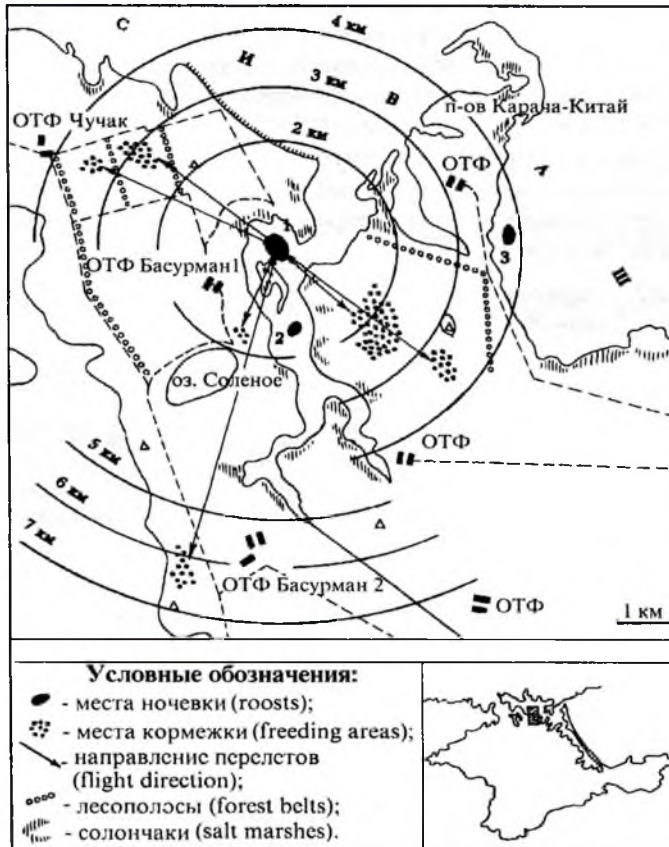 4 км
С
И
3 км
В
п-ов Карача-Китай
ОТФ Чучак
2 км
ОТФ
А
1
3
ОТФ Басурман1
Ш
2
оз. Соленое
ОТФ
5 км
6 км
7 км
ОТФ Басурман 2
ОТФ
1 км
Условные обозначения:
- места ночевки (roosts);
- места кормежки (freeding areas);
- направление перелетов
(flight direction);
- лесополосы (forest belts);
- солончаки (salt marshes).